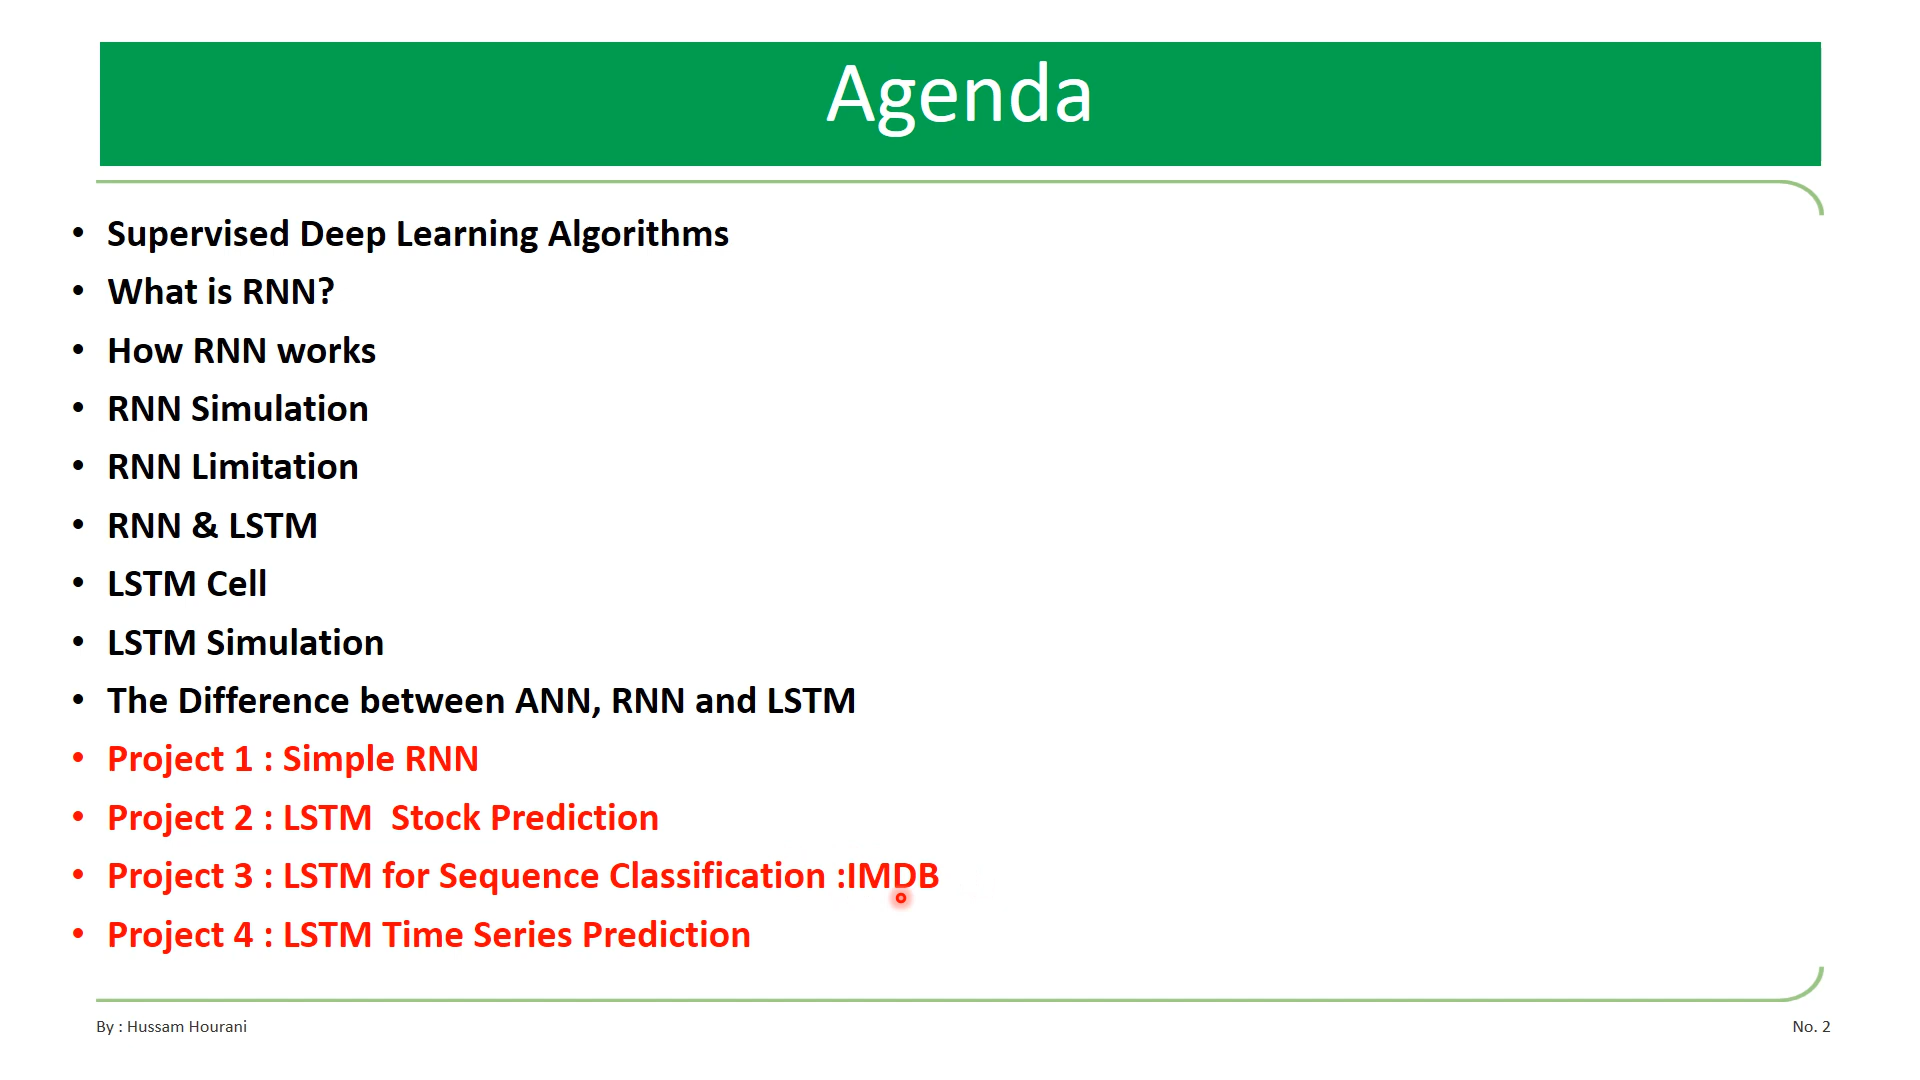 Agenda
• Supervised Deep Learning Algorithms
• What is RNN?
• How RNN works
• RNN Simulation
• RNN Limitation
• RNN & LSTM
• LSTM Cell
• LSTM Simulation
• The Difference between ANN, RNN and LSTM
• Project 1 : Simple RNN
• Project 2 : LSTM  Stock Prediction
• Project 3 : LSTM for Sequence Classification :IMDB
• Project 4 : LSTM Time Series Prediction
By : Hussam Hourani
No. 2